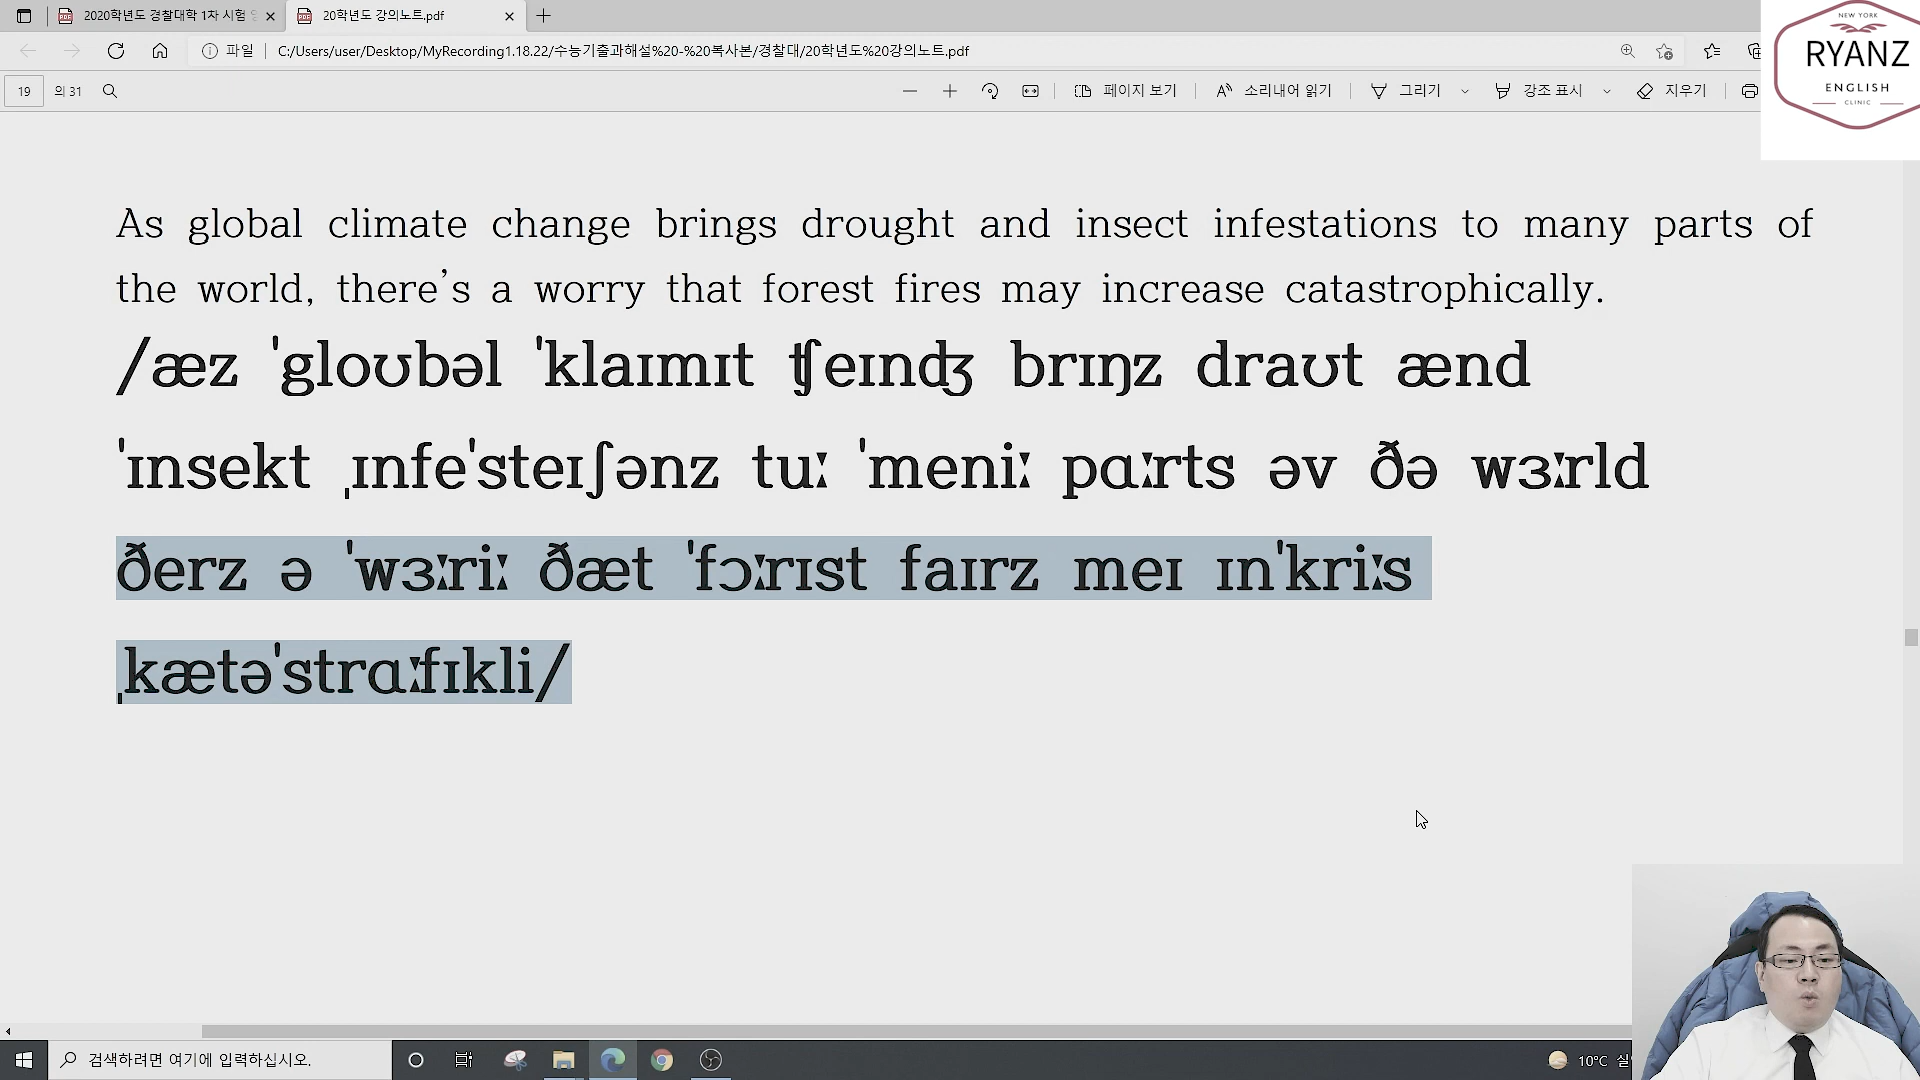 2020학년도 경찰대학 1차 시험
20학년도 강의노트.pdf
파일
C:/Users/user/Desktop/MyRecording1.18.22/수능기출과해설%20-%20복사본/경찰대/20학년도%20강의노트.pdf
19 의 31
페이지 보기
소리내어 읽기
그리기
강조 표시
지우기
NEW YORK
RYANZ
ENGLISH
CLINIC
As global climate change brings drought and insect infestations to many parts of
the world, there's a worry that forest fires may increase catastrophically.
/æz ˈgloʊbəl ˈklaɪmɪt ʧeɪnʤ brɪŋz draʊt ænd
ˈɪnsekt ˌɪnfeˈsteɪʃənz tuː ˈmeniː pɑːrts əv ðə wɜːrld
ðerz ə ˈwɜːriː ðæt ˈfɔːrɪst faɪrz meɪ ɪnˈkriːs
ˌkætəˈstrɑːfɪkli/
검색하려면 여기에 입력하십시오.
10°C